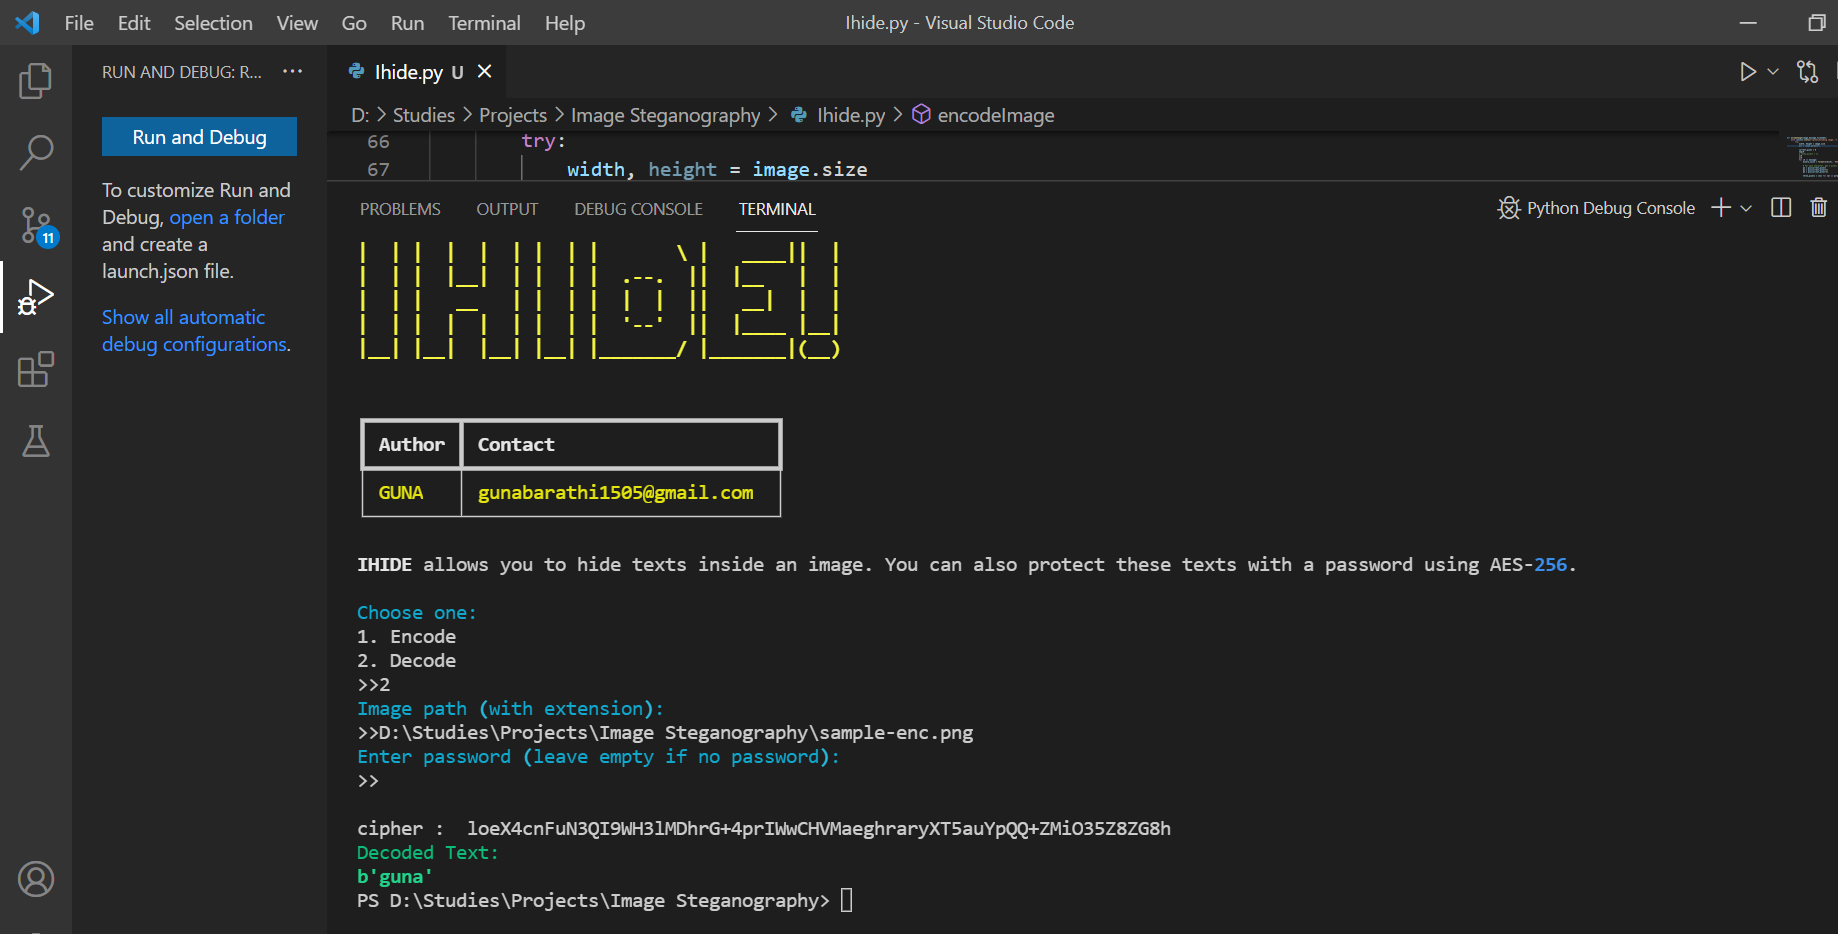 File Edit Selection View Go Run Terminal Help
Ihide.py - Visual Studio Code
RUN AND DEBUG: R...
Ihide.py U
Run and Debug
To customize Run and
Debug, open a folder
and create a
launch.json file.
Show all automatic
debug configurations.
11
D: > Studies > Projects > Image Steganography > Ihide.py > encodeImage
66 try:
67 width, height = image.size
PROBLEMS OUTPUT DEBUG CONSOLE TERMINAL
Python Debug Console
IHIDE!
Author Contact
GUNA gunabarathi1505@gmail.com
IHIDE allows you to hide texts inside an image. You can also protect these texts with a password using AES-256.
Choose one:
1. Encode
2. Decode
>>2
Image path (with extension):
>>D:\Studies\Projects\Image Steganography\sample-enc.png
Enter password (leave empty if no password):
>>
cipher :  loeX4cnFuN3QI9WH3lMDhrG+4prIWwCHVMaeghraryXT5auYpQQ+ZMiO35Z8ZG8h
Decoded Text:
b'guna'
PS D:\Studies\Projects\Image Steganography>